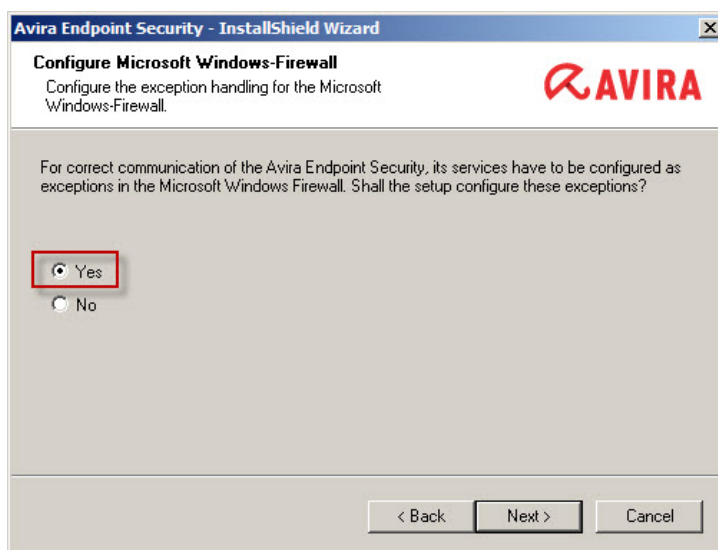 Avira Endpoint Security - InstallShield Wizard
Configure Microsoft Windows-Firewall
Configure the exception handling for the Microsoft
Windows-Firewall.
AVIRA
For correct communication of the Avira Endpoint Security, its services have to be configured as
exceptions in the Microsoft Windows Firewall. Shall the setup configure these exceptions?
Yes
No
< Back
Next >
Cancel